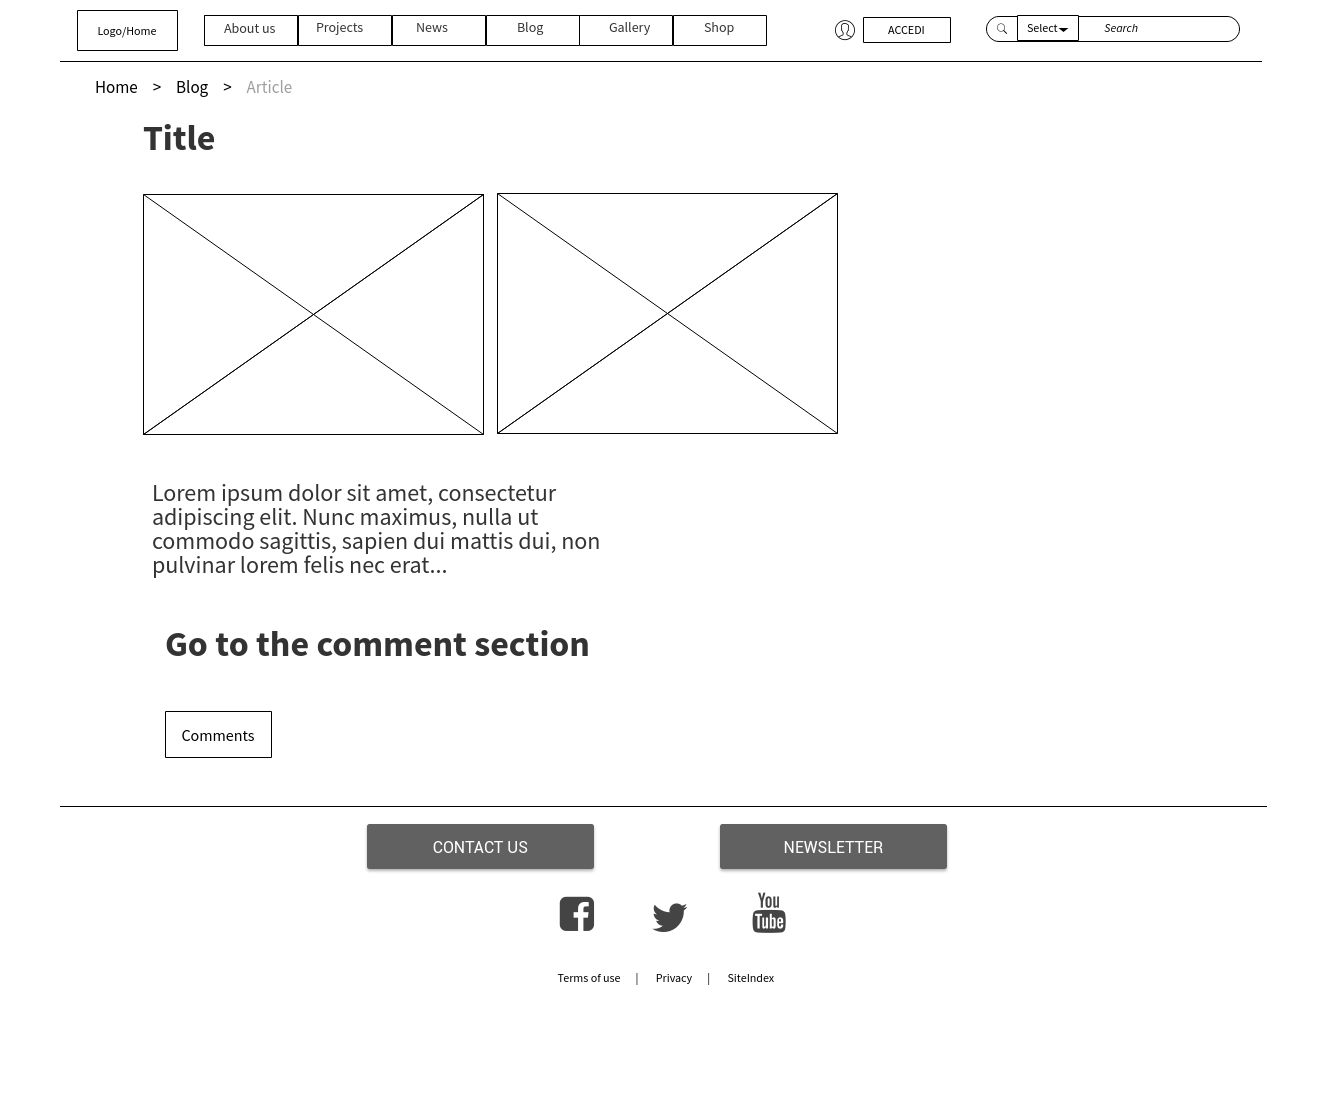 Logo/Home
About us
Projects
News
Blog
Gallery
Shop
ACCEDI
Select
Search
Home > Blog > Article
Title
Lorem ipsum dolor sit amet, consectetur
adipiscing elit. Nunc maximus, nulla ut
commodo sagittis, sapien dui mattis dui, non
pulvinar lorem felis nec erat...
Go to the comment section
Comments
CONTACT US
NEWSLETTER
You
Tube
Terms of use | Privacy | SiteIndex